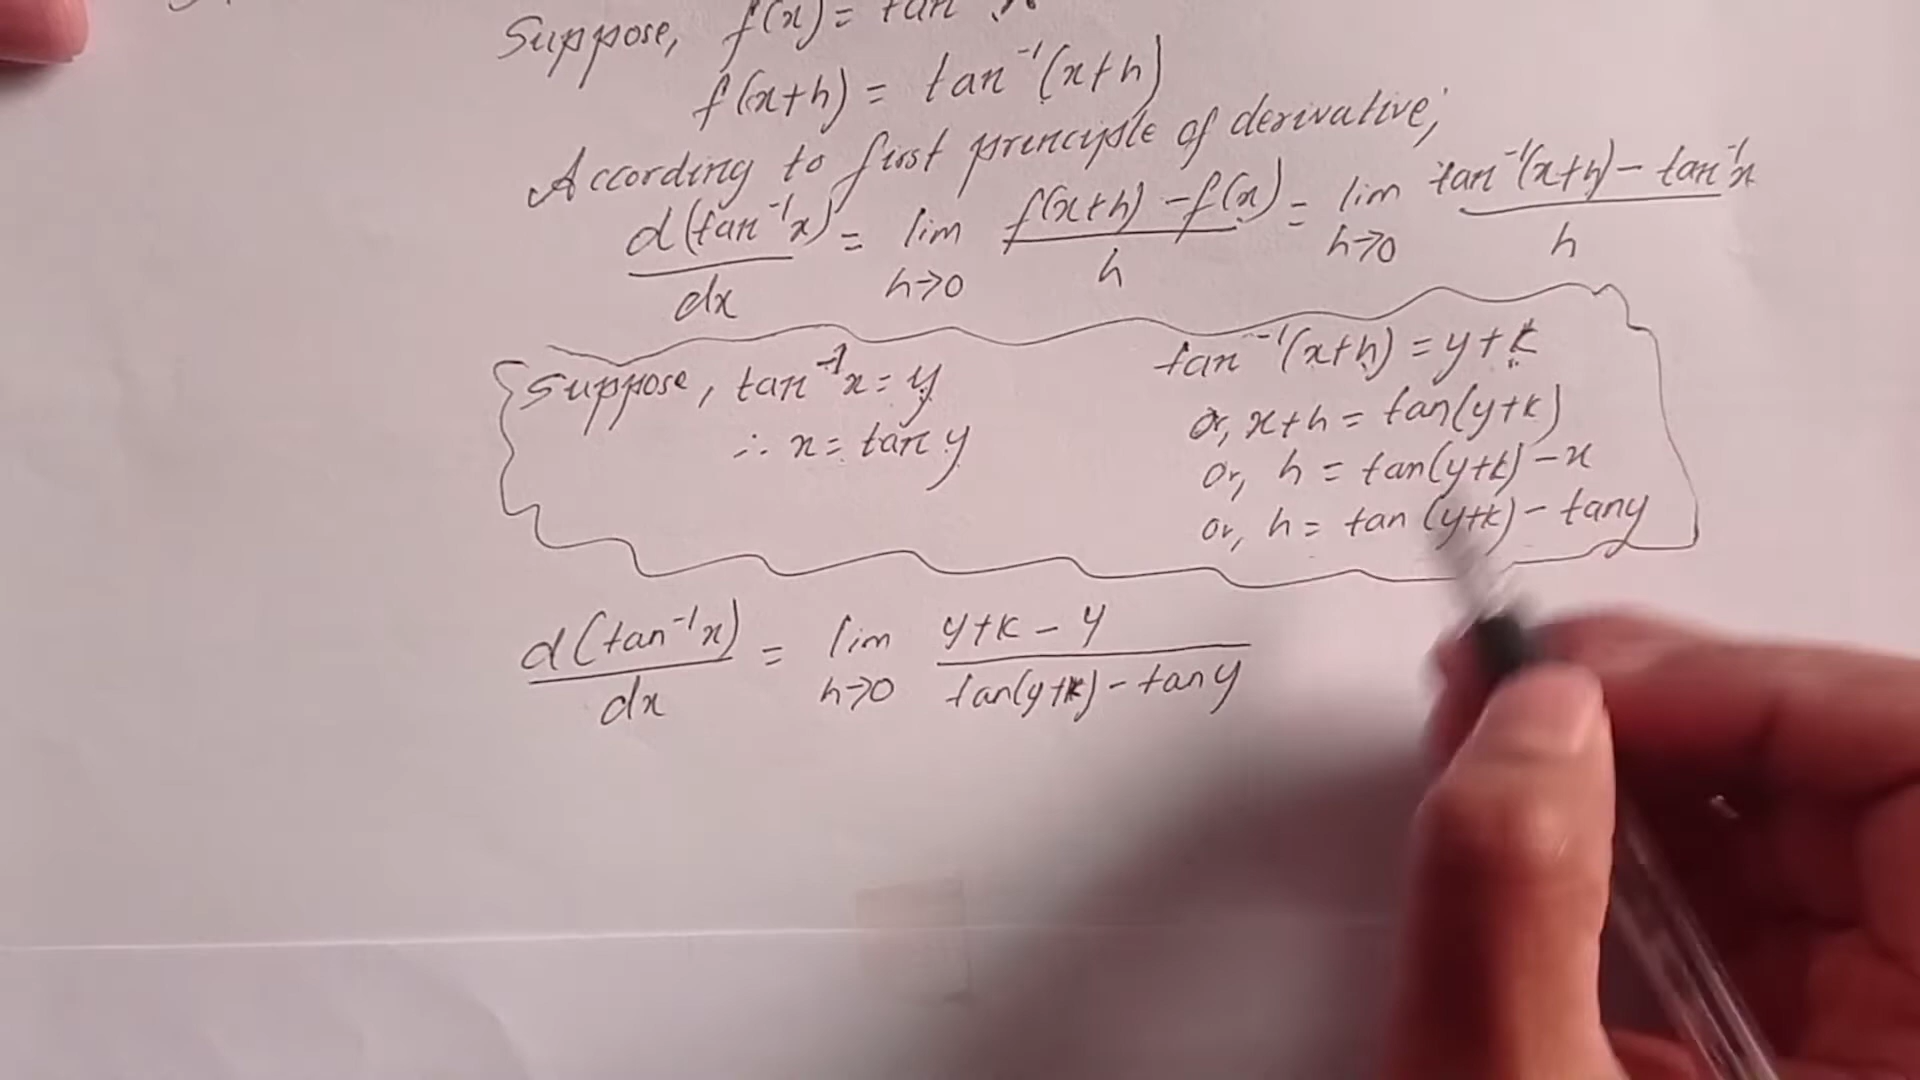 Suppose, f(x) = tan x
f(x+h) = tan⁻¹(x+h)
According to first principle of derivative;
d(tan⁻¹x)/dx = lim h→0 f(x+h) - f(x)/h = lim h→0 tan⁻¹(x+h) - tan⁻¹x/h
Suppose, tan⁻¹x = y
∴ x = tan y
tan⁻¹(x+h) = y+k
or, x+h = tan(y+k)
or, h = tan(y+k) - x
or, h = tan (y+k) - tany
d(tan⁻¹x)/dx = lim h→0 y+k - y/tan(y+k) - tan y